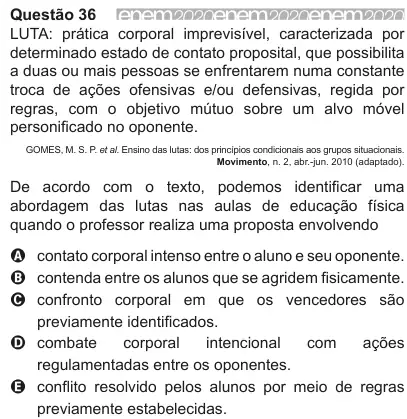 Questão 36 enem2020enem2020enem2020
LUTA: prática corporal imprevisível, caracterizada por
determinado estado de contato proposital, que possibilita
a duas ou mais pessoas se enfrentarem numa constante
troca de ações ofensivas e/ou defensivas, regida por
regras, com o objetivo mútuo sobre um alvo móvel
personificado no oponente.
GOMES, M. S. P. et al. Ensino das lutas: dos princípios condicionais aos grupos situacionais.
Movimento, n. 2, abr.-jun. 2010 (adaptado).
De acordo com o texto, podemos identificar uma
abordagem das lutas nas aulas de educação física
quando o professor realiza uma proposta envolvendo
A contato corporal intenso entre o aluno e seu oponente.
B contenda entre os alunos que se agridem fisicamente.
C confronto corporal em que os vencedores são
previamente identificados.
D combate corporal intencional com ações
regulamentadas entre os oponentes.
E conflito resolvido pelos alunos por meio de regras
previamente estabelecidas.